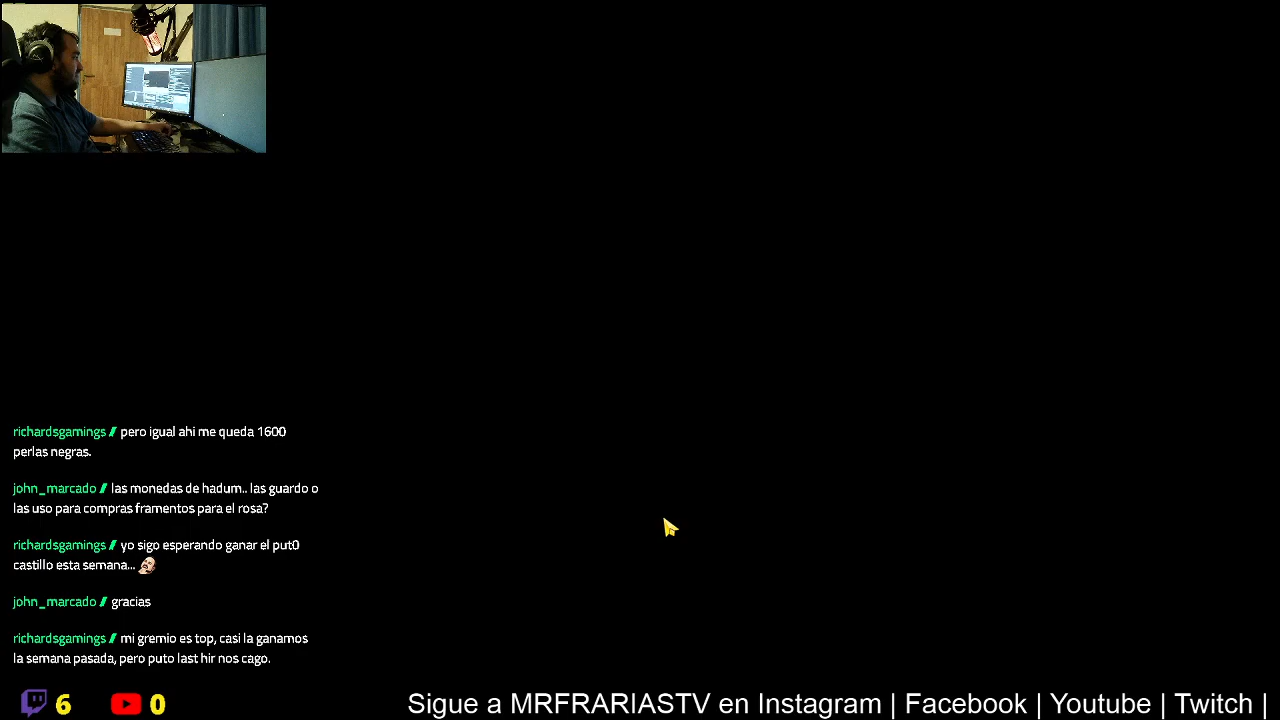 richardsgamings // pero igual ahi me queda 1600
perlas negras.
john_marcado // las monedas de hadum.. las guardo o
las uso para compras framentos para el rosa?
richardsgamings // yo sigo esperando ganar el put0
castillo esta semana...
john_marcado // gracias
richardsgamings // mi gremio es top, casi la ganamos
la semana pasada, pero puto last hir nos cago.
6 0
Sigue a MRFRARIASTV en Instagram | Facebook | Youtube | Twitch |